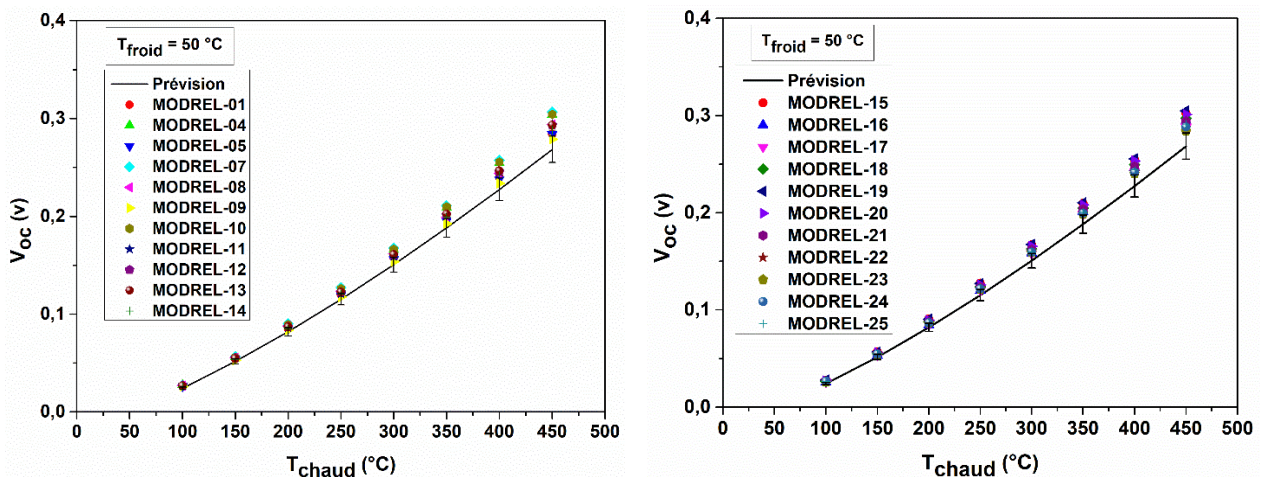 T_froid = 50 °C
Prévision
MODREL-01
MODREL-04
MODREL-05
MODREL-07
MODREL-08
MODREL-09
MODREL-10
MODREL-11
MODREL-12
MODREL-13
MODREL-14
V_oc (v)
0,4
0,3
0,2
0,1
0,0
0 50 100 150 200 250 300 350 400 450 500
T_chaud (°C)
T_froid = 50 °C
Prévision
MODREL-15
MODREL-16
MODREL-17
MODREL-18
MODREL-19
MODREL-20
MODREL-21
MODREL-22
MODREL-23
MODREL-24
MODREL-25
V_oc (v)
0,4
0,3
0,2
0,1
0,0
0 50 100 150 200 250 300 350 400 450 500
T_chaud (°C)